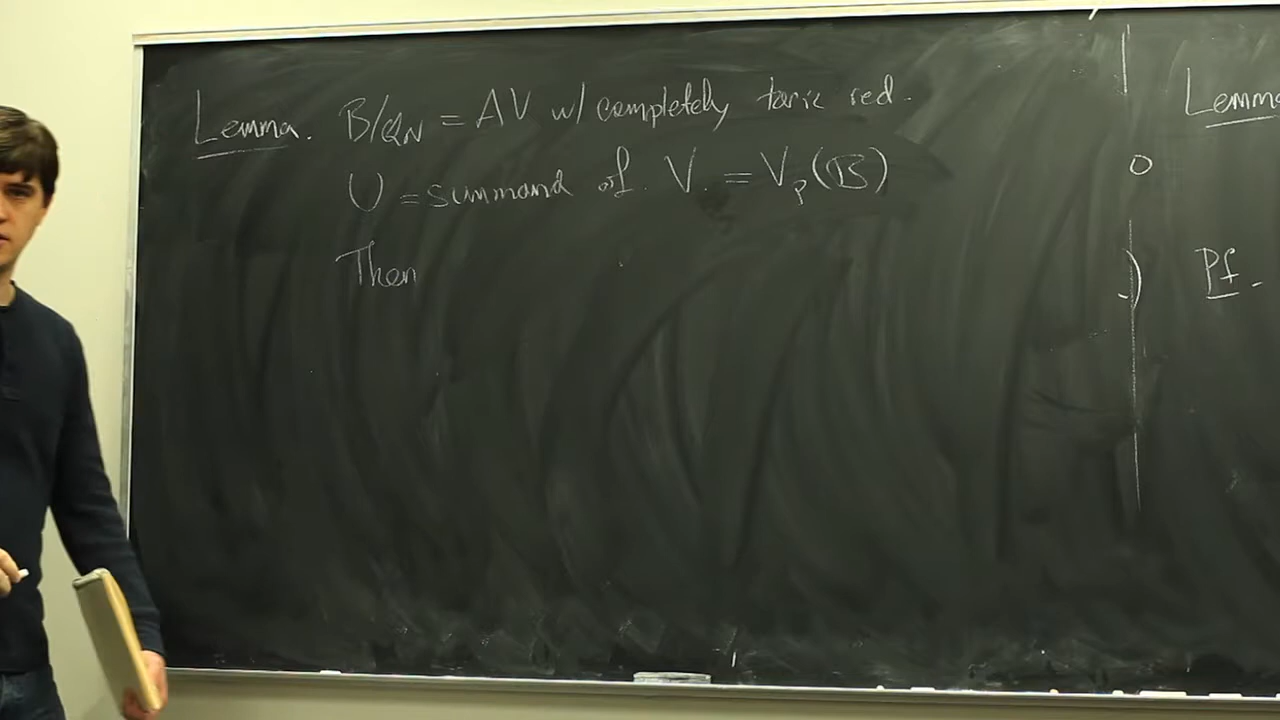 Lemma. B/Q_N = AV w/ completely toric red.
U = summand of V. = V_p(B)
Then
0
)
Lemma
Pf.